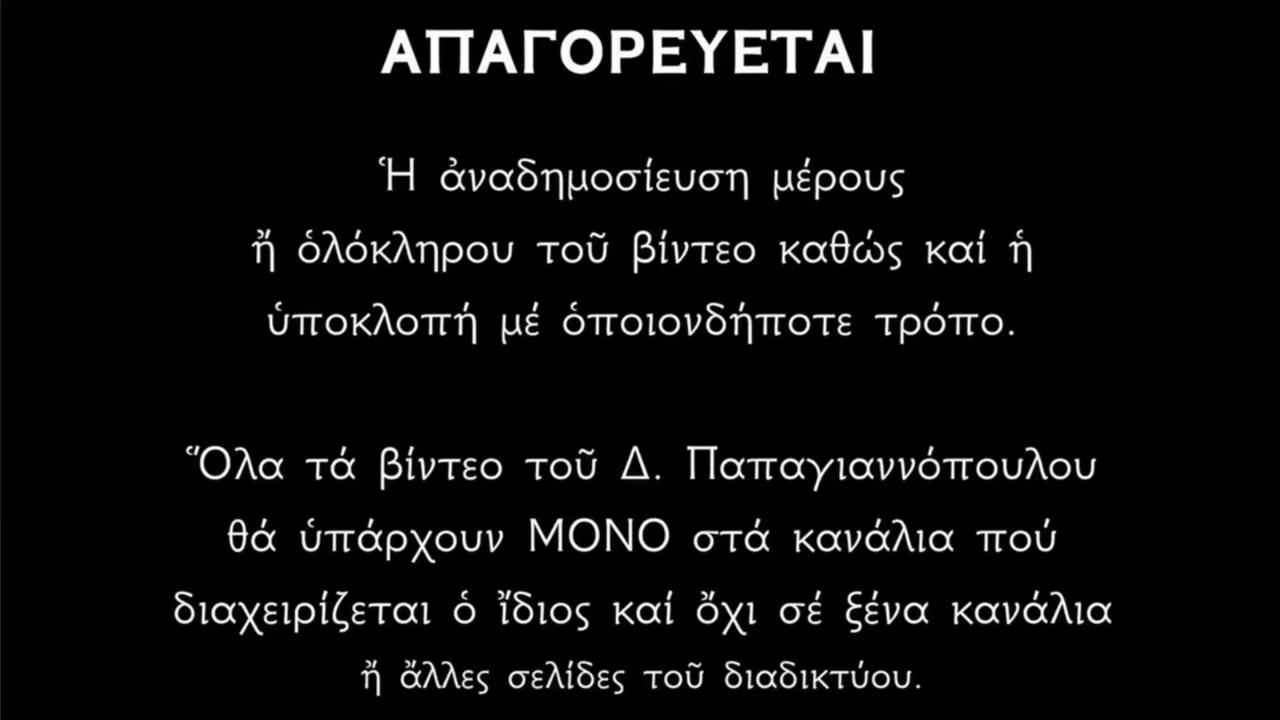 ΑΠΑΓΟΡΕΥΕΤΑΙ
Ἡ ἀναδημοσίευση μέρους
ἤ ὁλόκληρου τοῦ βίντεο καθώς καί ἡ
ὑποκλοπή μέ ὁποιονδήποτε τρόπο.
Ὅλα τά βίντεο τοῦ Δ. Παπαγιαννόπουλου
θά ὑπάρχουν ΜΟΝΟ στά κανάλια πού
διαχειρίζεται ὁ ἴδιος καί ὄχι σέ ξένα κανάλια
ἤ ἄλλες σελίδες τοῦ διαδικτύου.